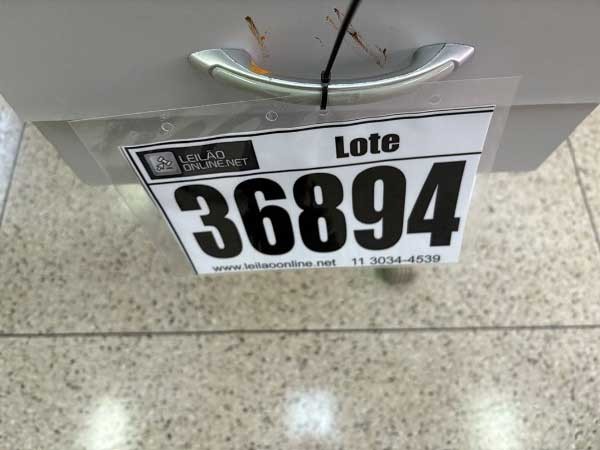 LEILÃO
ONLINE.NET
Lote
36894
www.leilaoonline.net 11 3034-4539